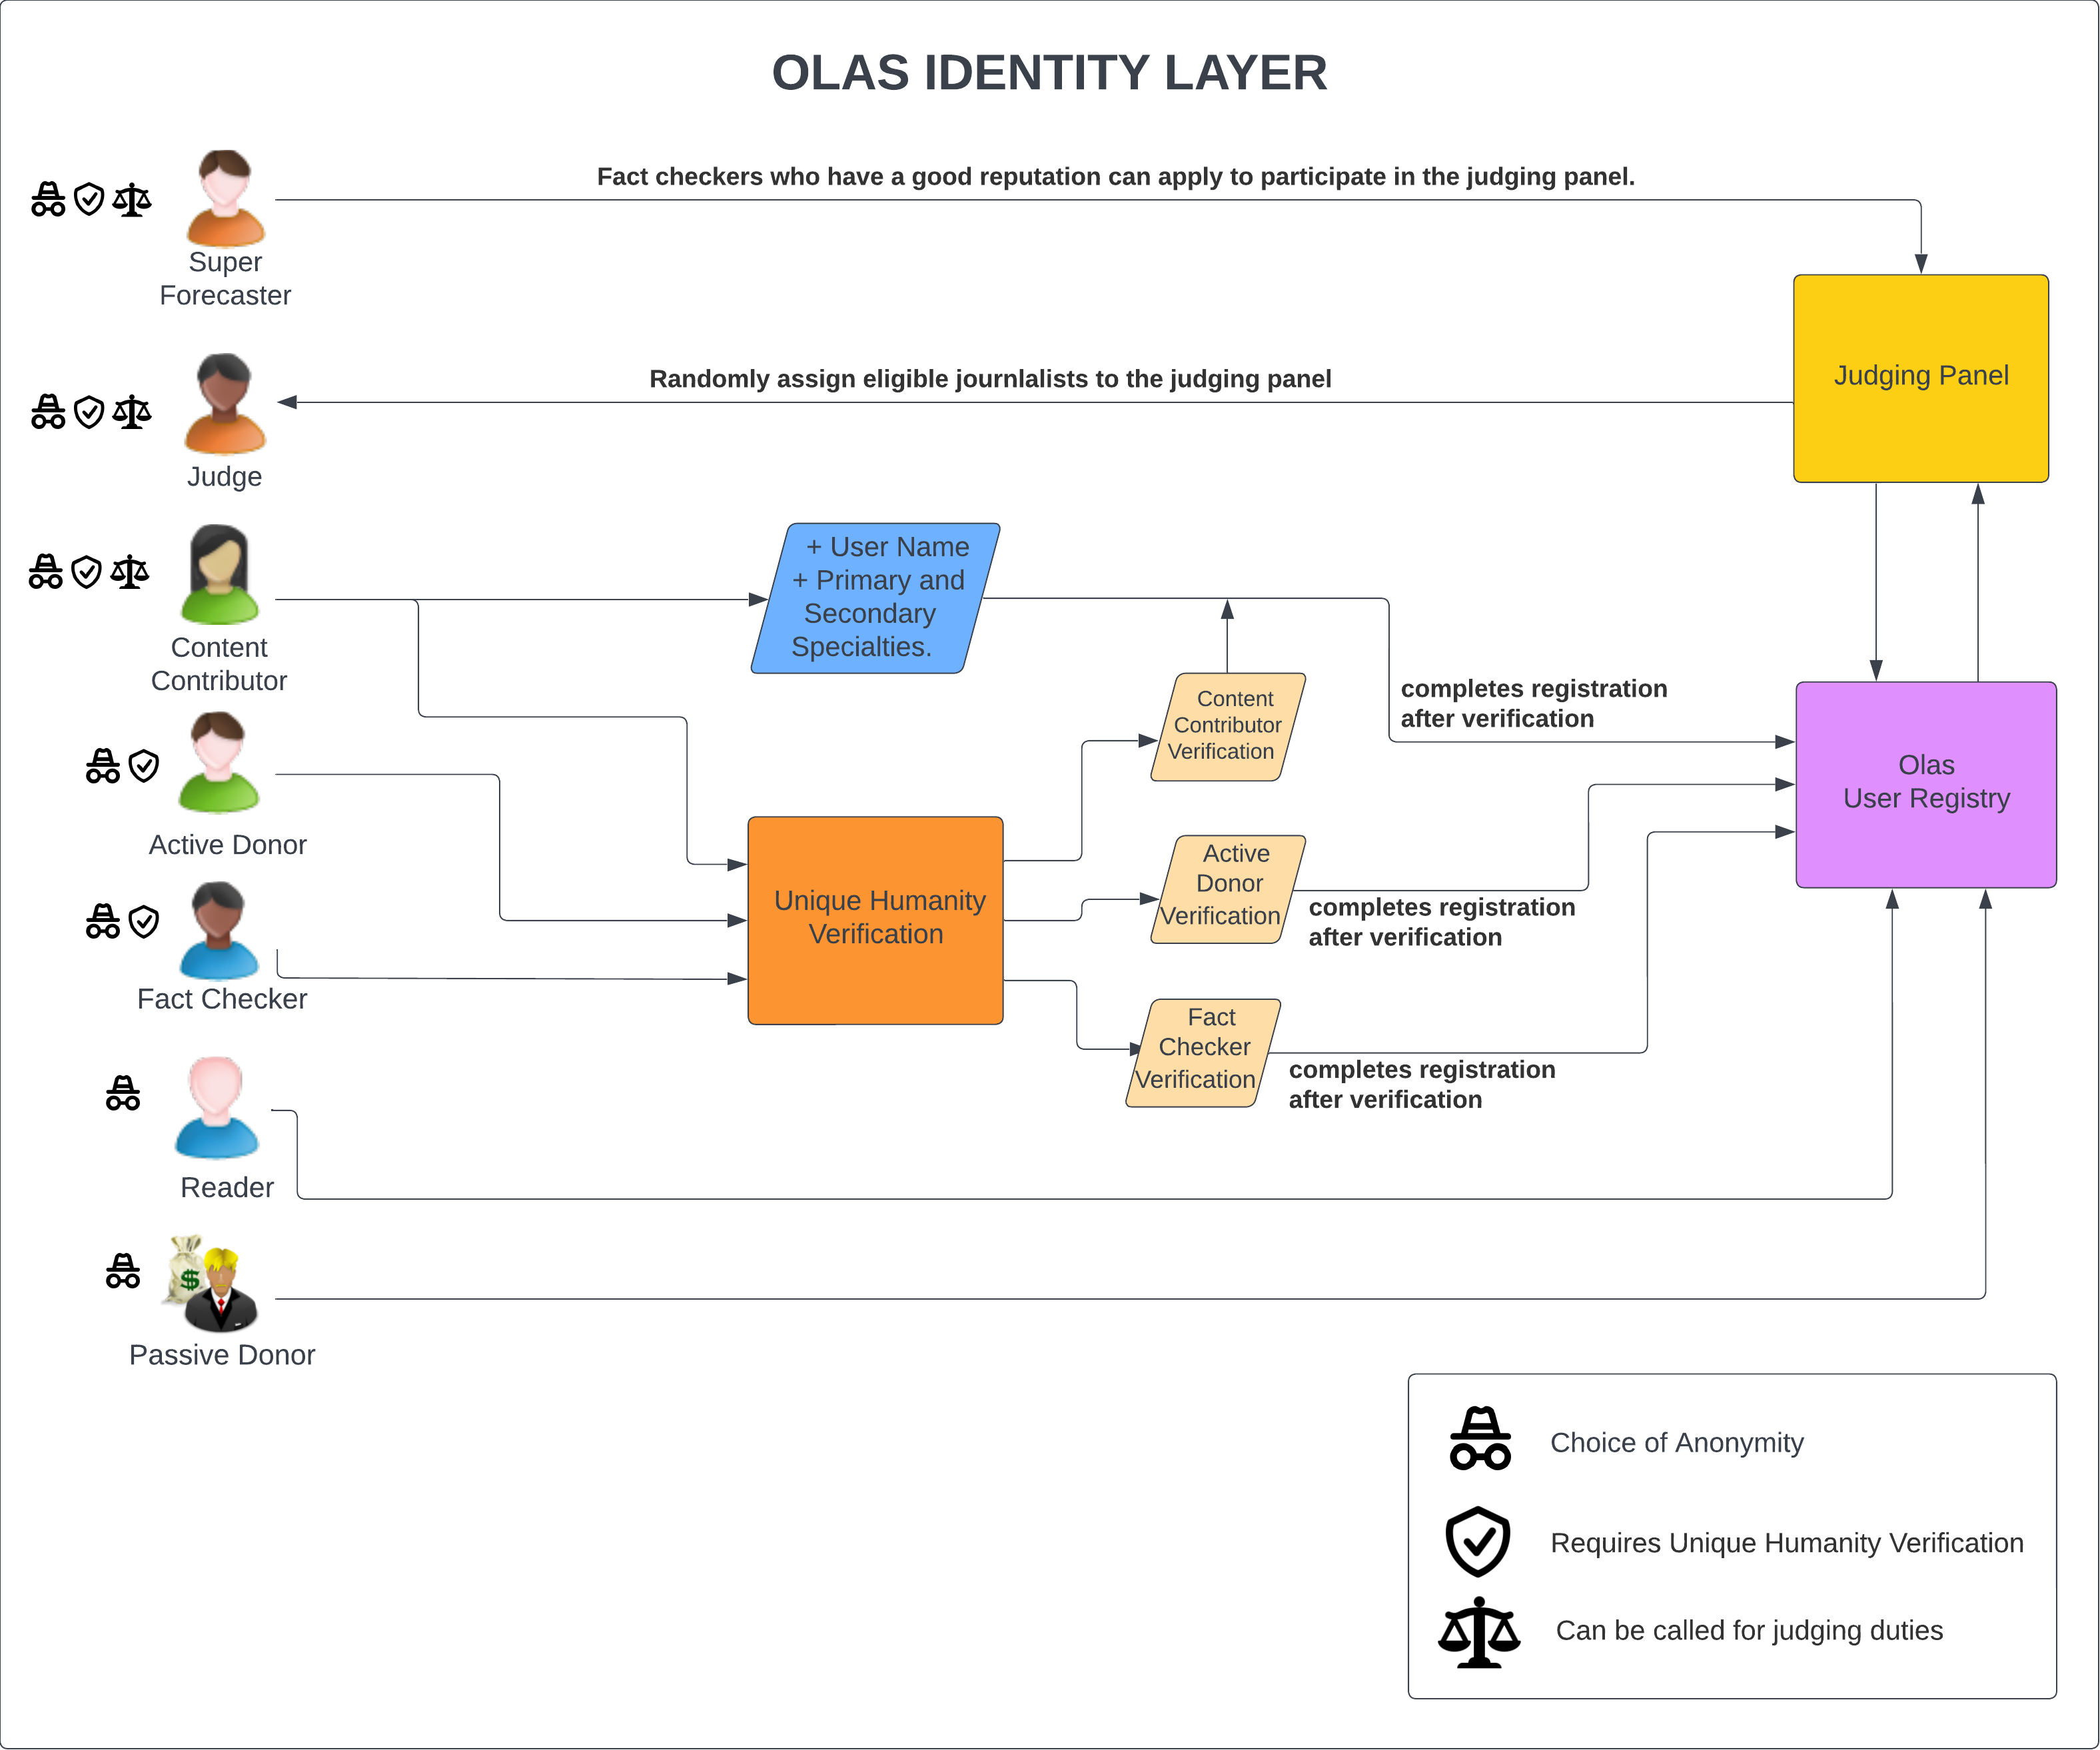 OLAS IDENTITY LAYER
Fact checkers who have a good reputation can apply to participate in the judging panel.
Super
Forecaster
Judging Panel
Randomly assign eligible journlalists to the judging panel
Judge
+ User Name
+ Primary and
Secondary
Specialties.
Content
Contributor
Content
Contributor
Verification
completes registration
after verification
Olas
User Registry
Active Donor
Unique Humanity
Verification
Active
Donor
Verification
completes registration
after verification
Fact Checker
Fact
Checker
Verification
completes registration
after verification
Reader
$
Passive Donor
Choice of Anonymity
Requires Unique Humanity Verification
Can be called for judging duties